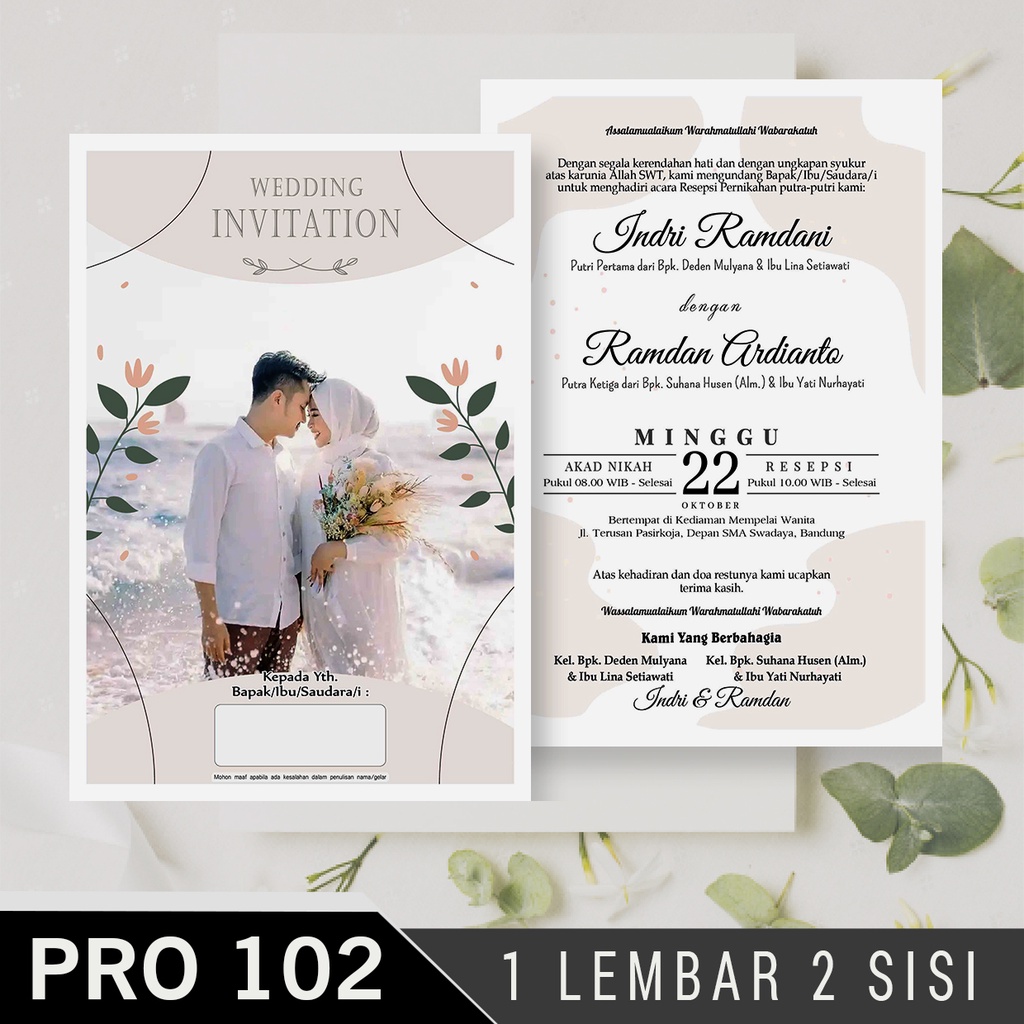 WEDDING
INVITATION
Kepada Yth.
Bapak/Ibu/Saudara/i :
Mohon maaf apabila ada kesalahan dalam penulisan nama/gelar
Assalamualaikum Warahmatullahi Wabarakatuh
Dengan segala kerendahan hati dan dengan ungkapan syukur
atas karunia Allah SWT, kami mengundang Bapak/Ibu/Saudara/i
untuk menghadiri acara Resepsi Pernikahan putra-putri kami:
Indri Ramdani
Putri Pertama dari Bpk. Deden Mulyana & Ibu Lina Setiawati
dengan
Ramdan Ardianto
Putra Ketiga dari Bpk. Suhana Husen (Alm.) & Ibu Yati Nurhayati
MINGGU
AKAD NIKAH 22 RESEPSI
Pukul 08.00 WIB - Selesai Pukul 10.00 WIB - Selesai
OKTOBER
Bertempat di Kediaman Mempelai Wanita
Jl. Terusan Pasirkoja, Depan SMA Swadaya, Bandung
Atas kehadiran dan doa restunya kami ucapkan
terima kasih.
Wassalamualaikum Warahmatullahi Wabarakatuh
Kami Yang Berbahagia
Kel. Bpk. Deden Mulyana Kel. Bpk. Suhana Husen (Alm.)
& Ibu Lina Setiawati & Ibu Yati Nurhayati
Indri & Ramdan
PRO 102
1 LEMBAR 2 SISI